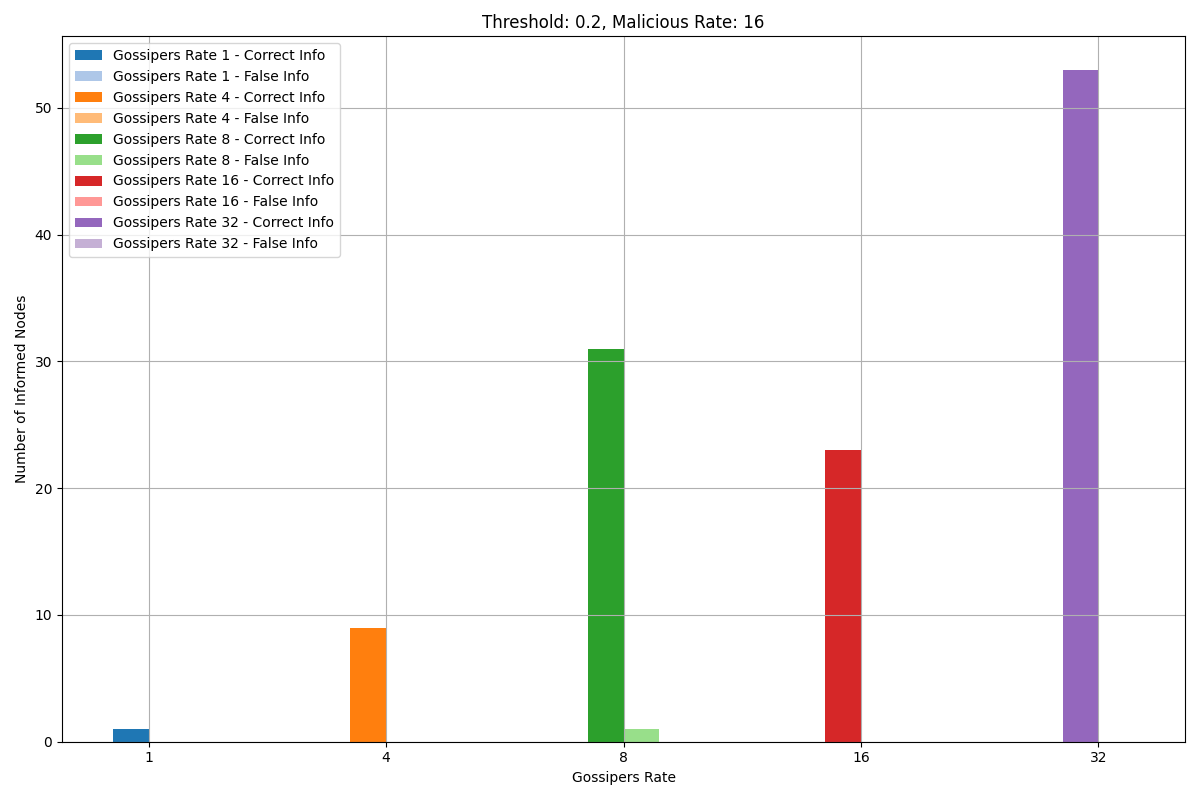 Threshold: 0.2, Malicious Rate: 16
Gossipers Rate 1 - Correct Info
Gossipers Rate 1 - False Info
Gossipers Rate 4 - Correct Info
Gossipers Rate 4 - False Info
Gossipers Rate 8 - Correct Info
Gossipers Rate 8 - False Info
Gossipers Rate 16 - Correct Info
Gossipers Rate 16 - False Info
Gossipers Rate 32 - Correct Info
Gossipers Rate 32 - False Info
Number of Informed Nodes
50
40
30
20
10
0
1 4 8 16 32
Gossipers Rate